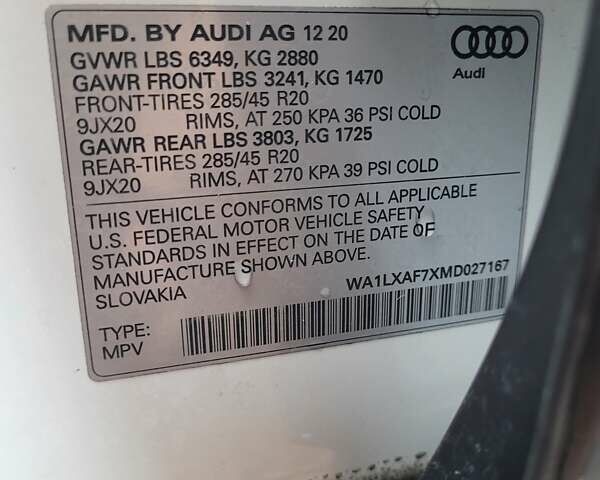 MFD. BY AUDI AG 12 20
GVWR LBS 6349, KG 2880
GAWR FRONT LBS 3241, KG 1470
FRONT-TIRES 285/45 R20
9JX20 RIMS, AT 250 KPA 36 PSI COLD
GAWR REAR LBS 3803, KG 1725
REAR-TIRES 285/45 R20
9JX20 RIMS, AT 270 KPA 39 PSI COLD
Audi
THIS VEHICLE CONFORMS TO ALL APPLICABLE
U.S. FEDERAL MOTOR VEHICLE SAFETY
STANDARDS IN EFFECT ON THE DATE OF
MANUFACTURE SHOWN ABOVE.
SLOVAKIA
WA1LXAF7XMD027167
TYPE:
MPV